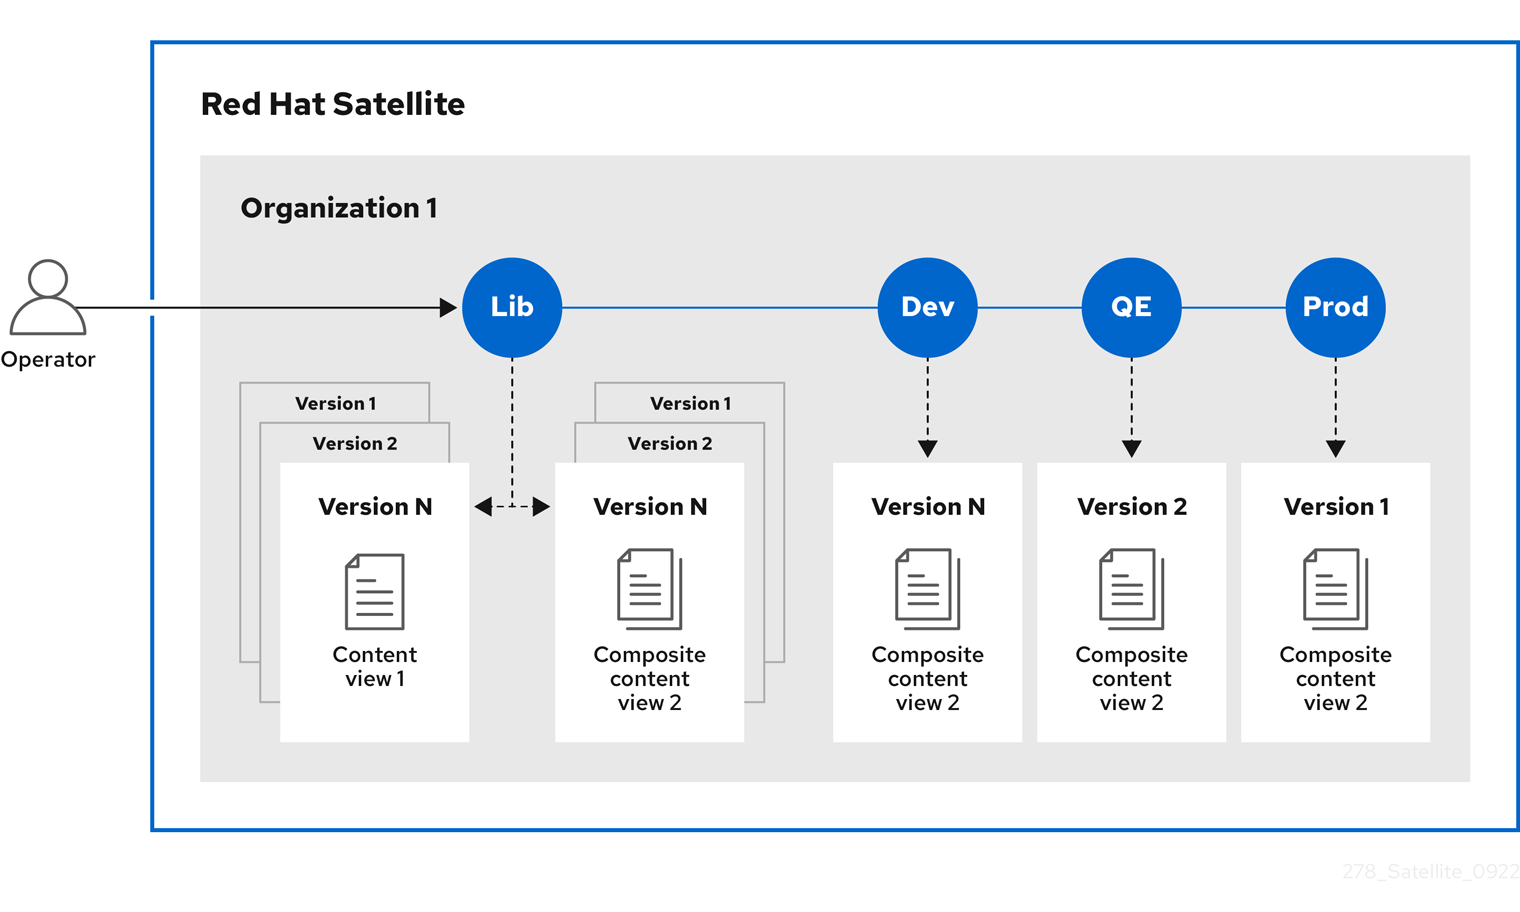 Red Hat Satellite
Organization 1
Operator
Lib
Dev
QE
Prod
Version 1
Version 2
Version N
Content
view 1
Version 1
Version 2
Version N
Composite
content
view 2
Version N
Composite
content
view 2
Version 2
Composite
content
view 2
Version 1
Composite
content
view 2
278_Satellite_0922